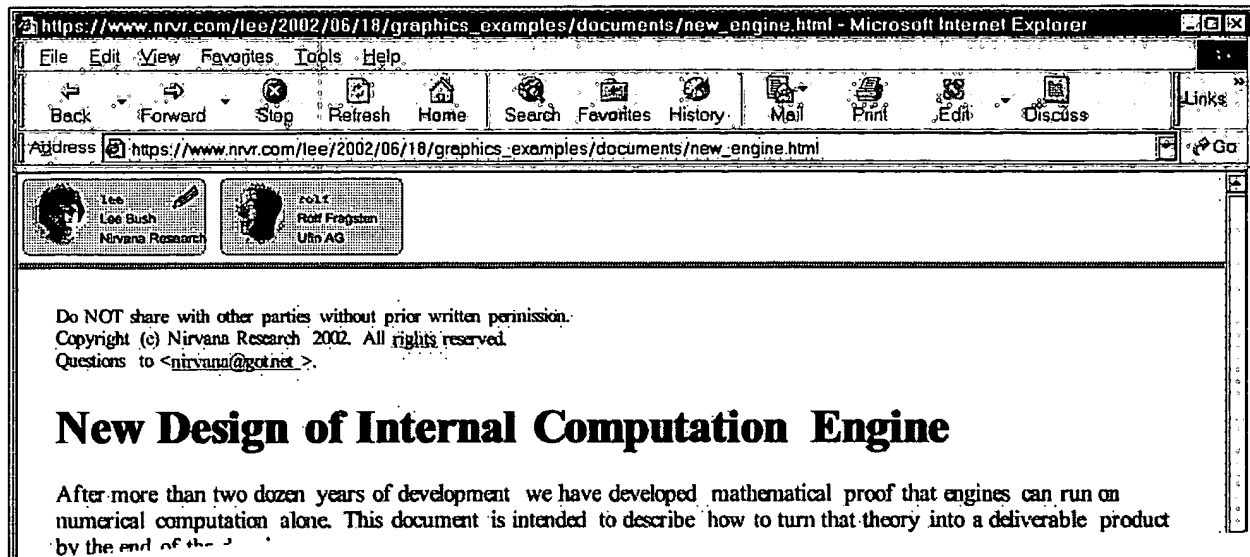 https://www.nrvr.com/lee/2002/06/18/graphics_examples/documents/new_engine.html - Microsoft Internet Explorer
File Edit View Favorites Tools Help
Back Forward Stop Refresh Home Search Favorites History Mail Print Edit Discuss Links
Address https://www.nrvr.com/lee/2002/06/18/graphics_examples/documents/new_engine.html Go
lee
Lee Bush
Nirvana Research
rolf
Rolf Fragsten
Ufin AG
Do NOT share with other parties without prior written permission.
Copyright (c) Nirvana Research 2002. All rights reserved.
Questions to <nirvana@got.net >.
New Design of Internal Computation Engine
After more than two dozen years of development we have developed mathematical proof that engines can run on
numerical computation alone. This document is intended to describe how to turn that theory into a deliverable product
by the end of the